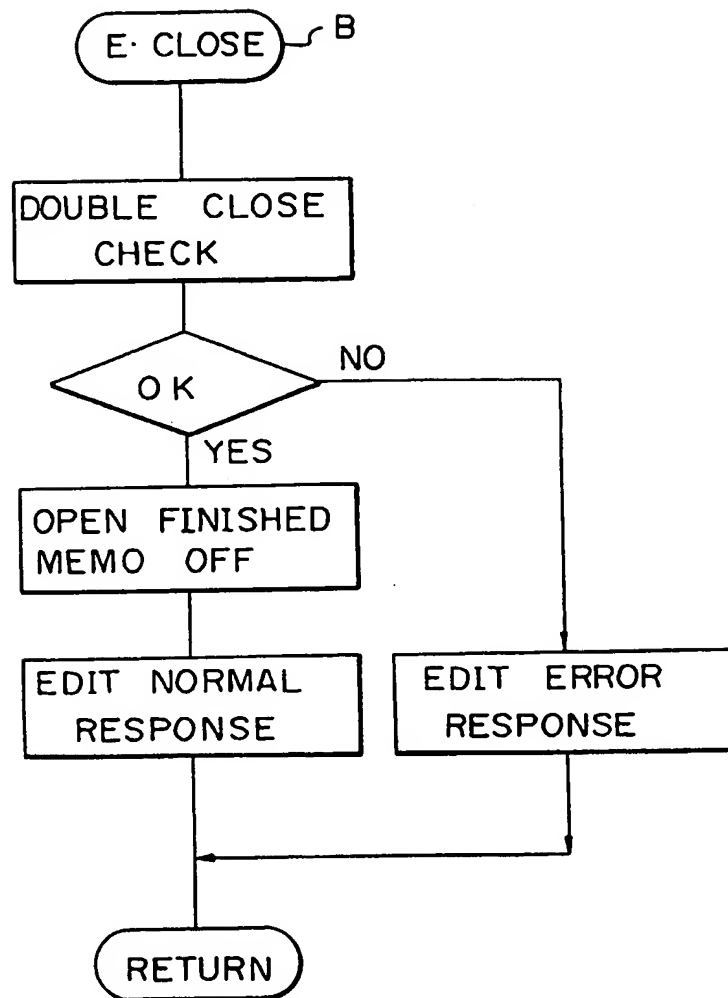 E· CLOSE
B
DOUBLE CLOSE
CHECK
OK
NO
YES
OPEN FINISHED
MEMO OFF
EDIT NORMAL
RESPONSE
EDIT ERROR
RESPONSE
RETURN